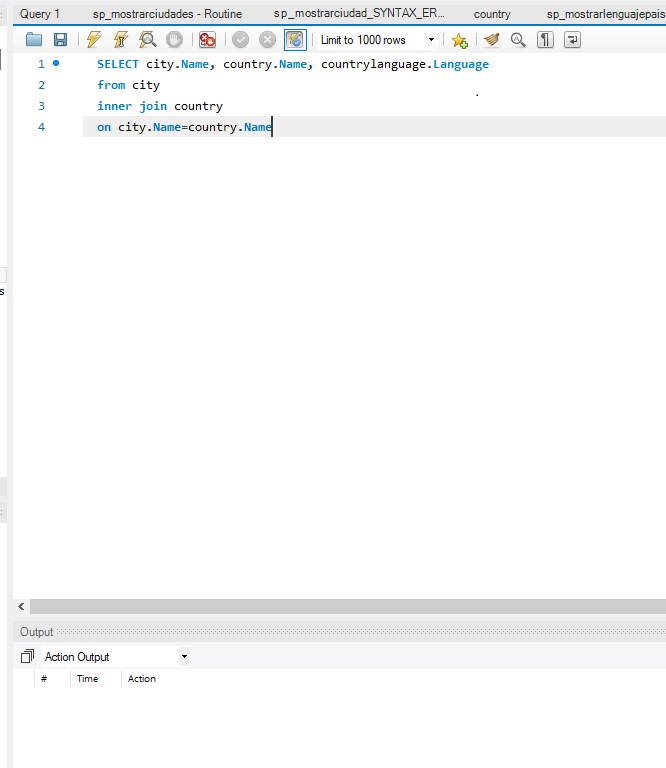 Query 1 sp_mostrarciudades - Routine sp_mostrarciudad_SYNTAX_ER... country sp_mostrarlenguajepais
Limit to 1000 rows
1 SELECT city.Name, country.Name, countrylanguage.Language
2 from city
3 inner join country
4 on city.Name=country.Name
s
Output
Action Output
# Time Action